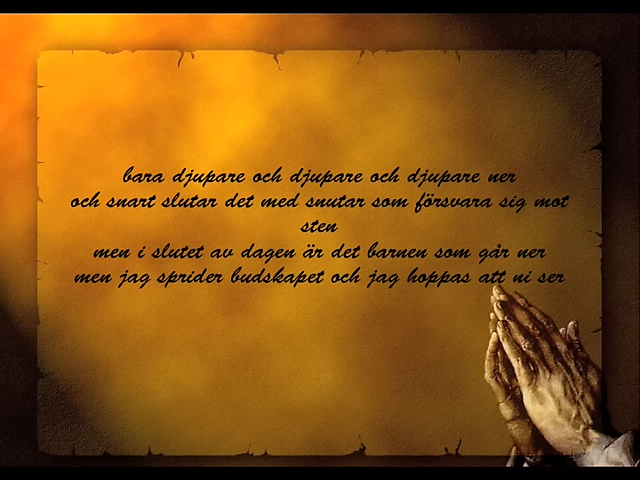 bara djupare och djupare och djupare ner
och snart slutar det med snutar som försvara sig mot
sten
men i slutet av dagen är det barnen som går ner
men jag sprider budskapet och jag hoppas att ni ser